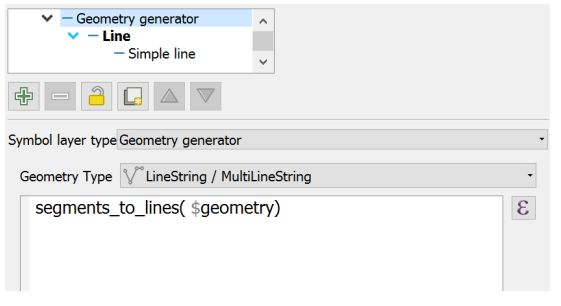 Geometry generator
Line
Simple line
Symbol layer type Geometry generator
Geometry Type LineString / MultiLineString
segments_to_lines( $geometry)
ε